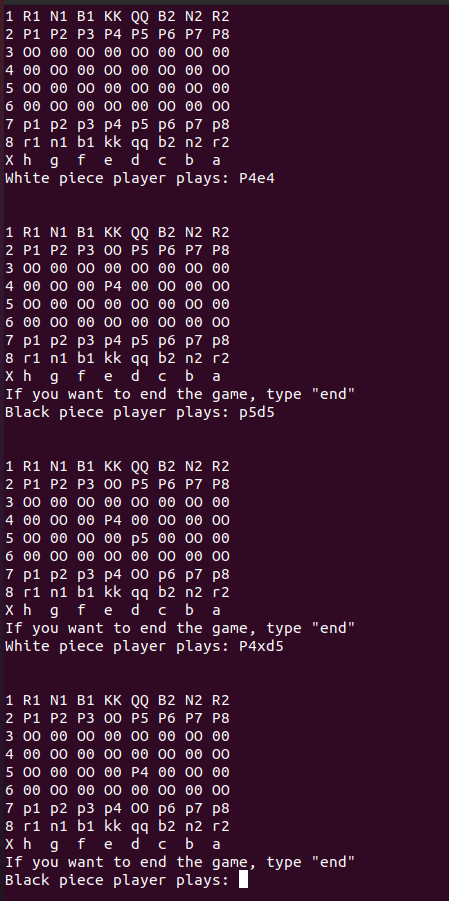 1 R1 N1 B1 KK QQ B2 N2 R2
2 P1 P2 P3 P4 P5 P6 P7 P8
3 OO 00 OO 00 OO 00 OO 00
4 00 OO 00 OO 00 OO 00 OO
5 OO 00 OO 00 OO 00 OO 00
6 00 OO 00 OO 00 OO 00 OO
7 p1 p2 p3 p4 p5 p6 p7 p8
8 r1 n1 b1 kk qq b2 n2 r2
X h g f e d c b a
White piece player plays: P4e4
1 R1 N1 B1 KK QQ B2 N2 R2
2 P1 P2 P3 OO P5 P6 P7 P8
3 OO 00 OO 00 OO 00 OO 00
4 00 OO 00 P4 00 OO 00 OO
5 OO 00 OO 00 OO 00 OO 00
6 00 OO 00 OO 00 OO 00 OO
7 p1 p2 p3 p4 p5 p6 p7 p8
8 r1 n1 b1 kk qq b2 n2 r2
X h g f e d c b a
If you want to end the game, type "end"
Black piece player plays: p5d5
1 R1 N1 B1 KK QQ B2 N2 R2
2 P1 P2 P3 OO P5 P6 P7 P8
3 OO 00 OO 00 OO 00 OO 00
4 00 OO 00 P4 00 OO 00 OO
5 OO 00 OO 00 p5 00 OO 00
6 00 OO 00 OO 00 OO 00 OO
7 p1 p2 p3 p4 OO p6 p7 p8
8 r1 n1 b1 kk qq b2 n2 r2
X h g f e d c b a
If you want to end the game, type "end"
White piece player plays: P4xd5
1 R1 N1 B1 KK QQ B2 N2 R2
2 P1 P2 P3 OO P5 P6 P7 P8
3 OO 00 OO 00 OO 00 OO 00
4 00 OO 00 OO 00 OO 00 OO
5 OO 00 OO 00 P4 00 OO 00
6 00 OO 00 OO 00 OO 00 OO
7 p1 p2 p3 p4 OO p6 p7 p8
8 r1 n1 b1 kk qq b2 n2 r2
X h g f e d c b a
If you want to end the game, type "end"
Black piece player plays: